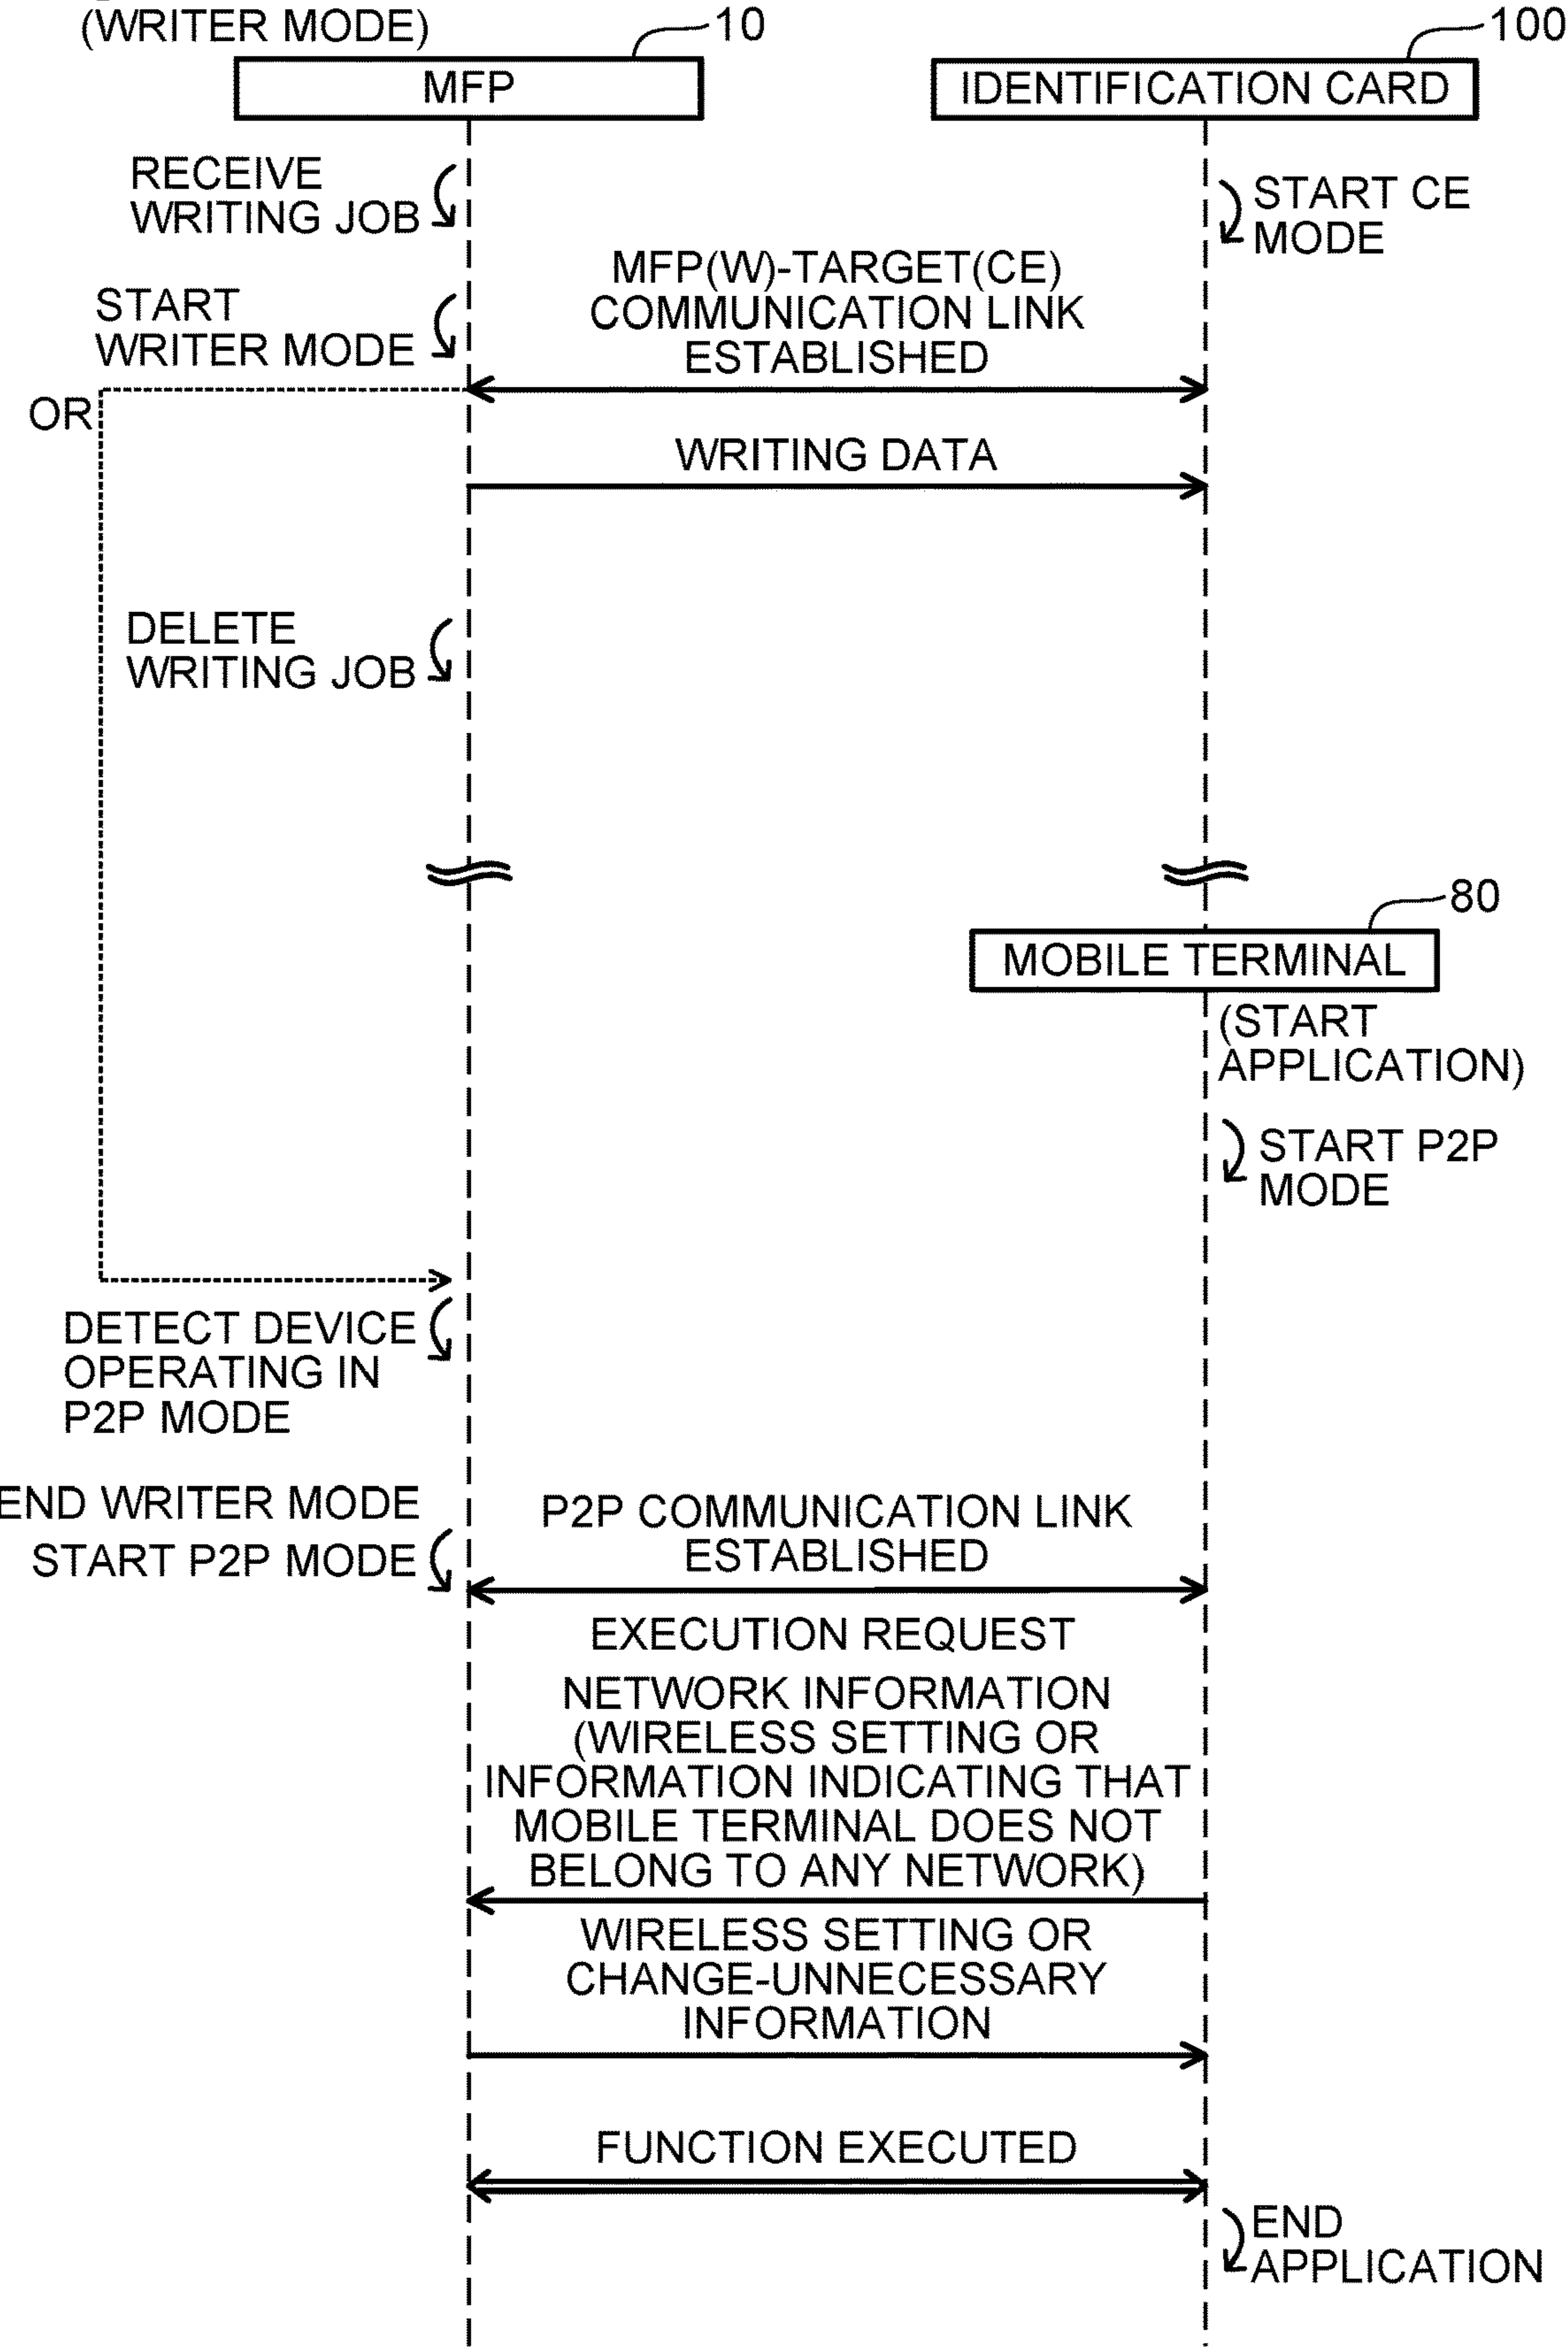 (WRITER MODE)
10
100
MFP
IDENTIFICATION CARD
RECEIVE
WRITING JOB
START CE
MODE
START
WRITER MODE
MFP(W)-TARGET(CE)
COMMUNICATION LINK
ESTABLISHED
OR
WRITING DATA
DELETE
WRITING JOB
80
MOBILE TERMINAL
(START
APPLICATION)
START P2P
MODE
DETECT DEVICE
OPERATING IN
P2P MODE
END WRITER MODE
START P2P MODE
P2P COMMUNICATION LINK
ESTABLISHED
EXECUTION REQUEST
NETWORK INFORMATION
(WIRELESS SETTING OR
INFORMATION INDICATING THAT
MOBILE TERMINAL DOES NOT
BELONG TO ANY NETWORK)
WIRELESS SETTING OR
CHANGE-UNNECESSARY
INFORMATION
FUNCTION EXECUTED
END
APPLICATION